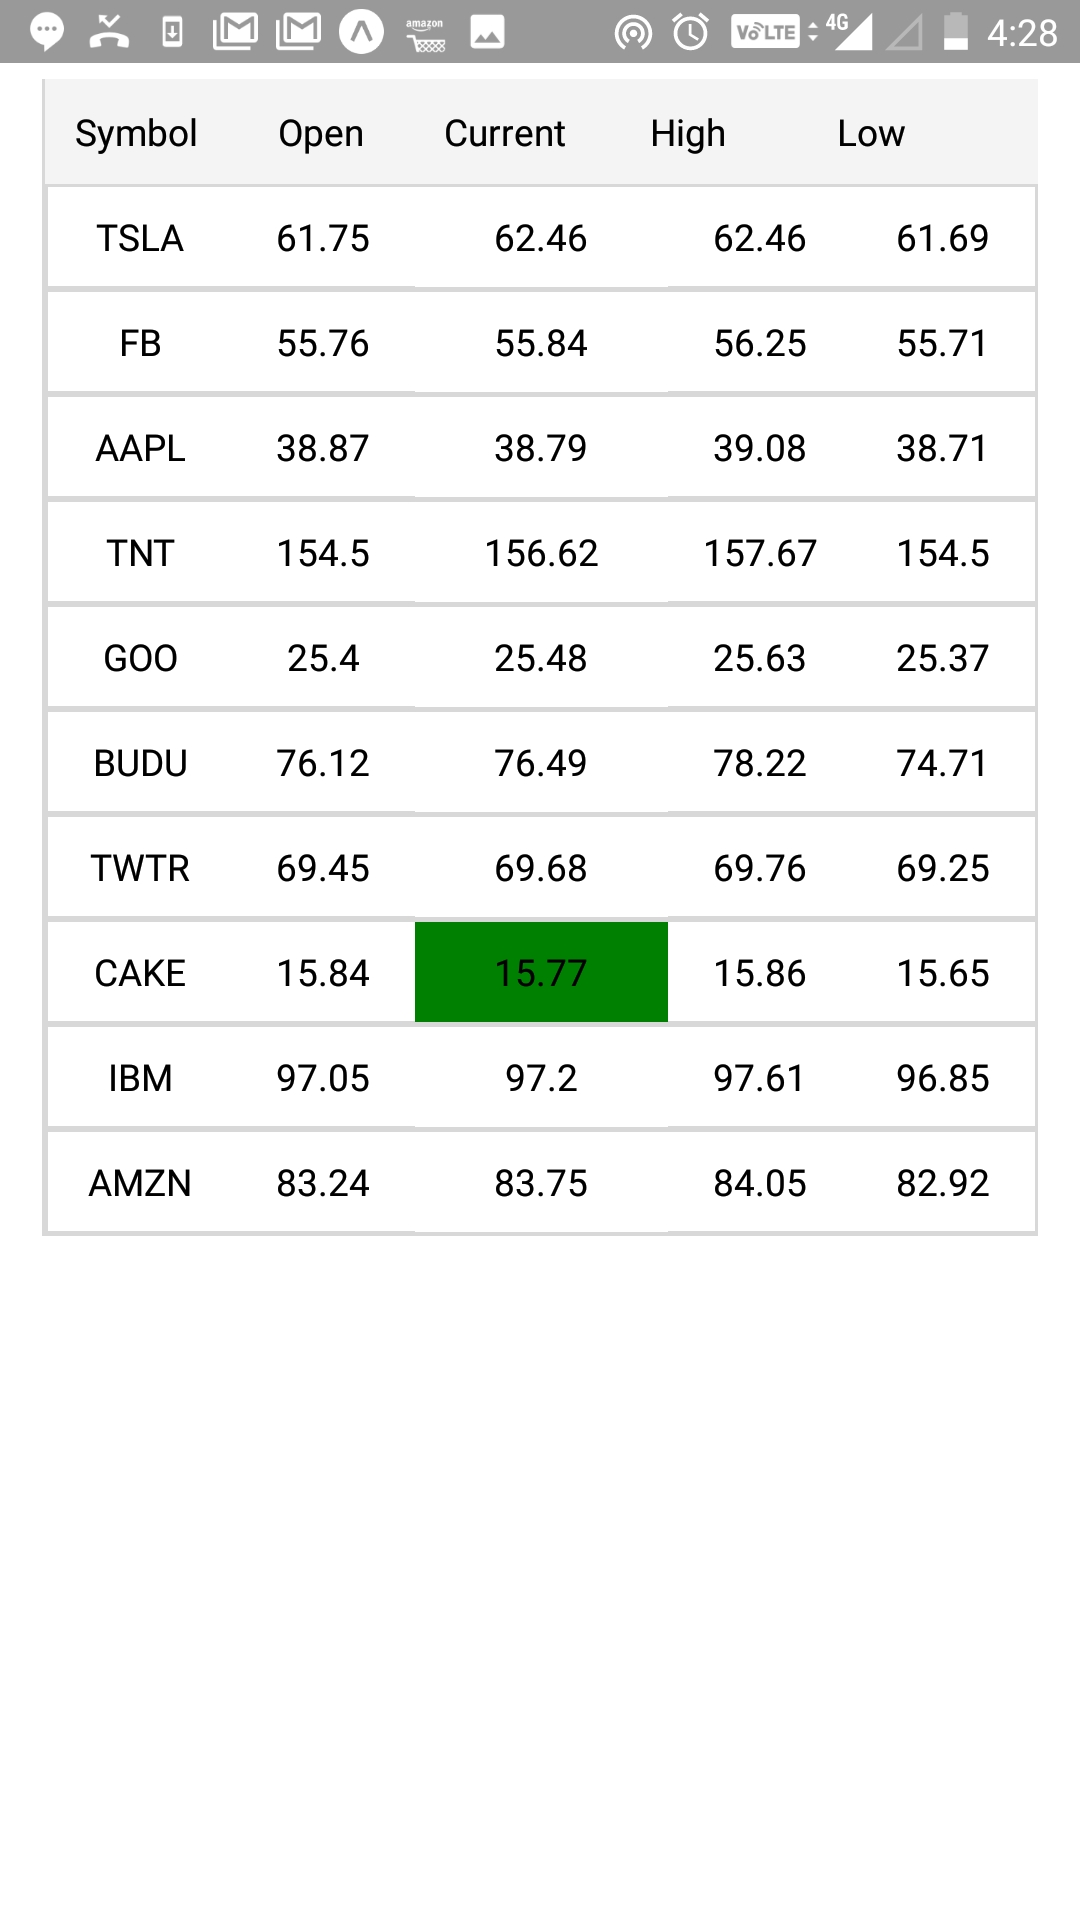 amazon VoLTE 4G 4:28
Symbol Open Current High Low
TSLA 61.75 62.46 62.46 61.69
FB 55.76 55.84 56.25 55.71
AAPL 38.87 38.79 39.08 38.71
TNT 154.5 156.62 157.67 154.5
GOO 25.4 25.48 25.63 25.37
BUDU 76.12 76.49 78.22 74.71
TWTR 69.45 69.68 69.76 69.25
CAKE 15.84 15.77 15.86 15.65
IBM 97.05 97.2 97.61 96.85
AMZN 83.24 83.75 84.05 82.92